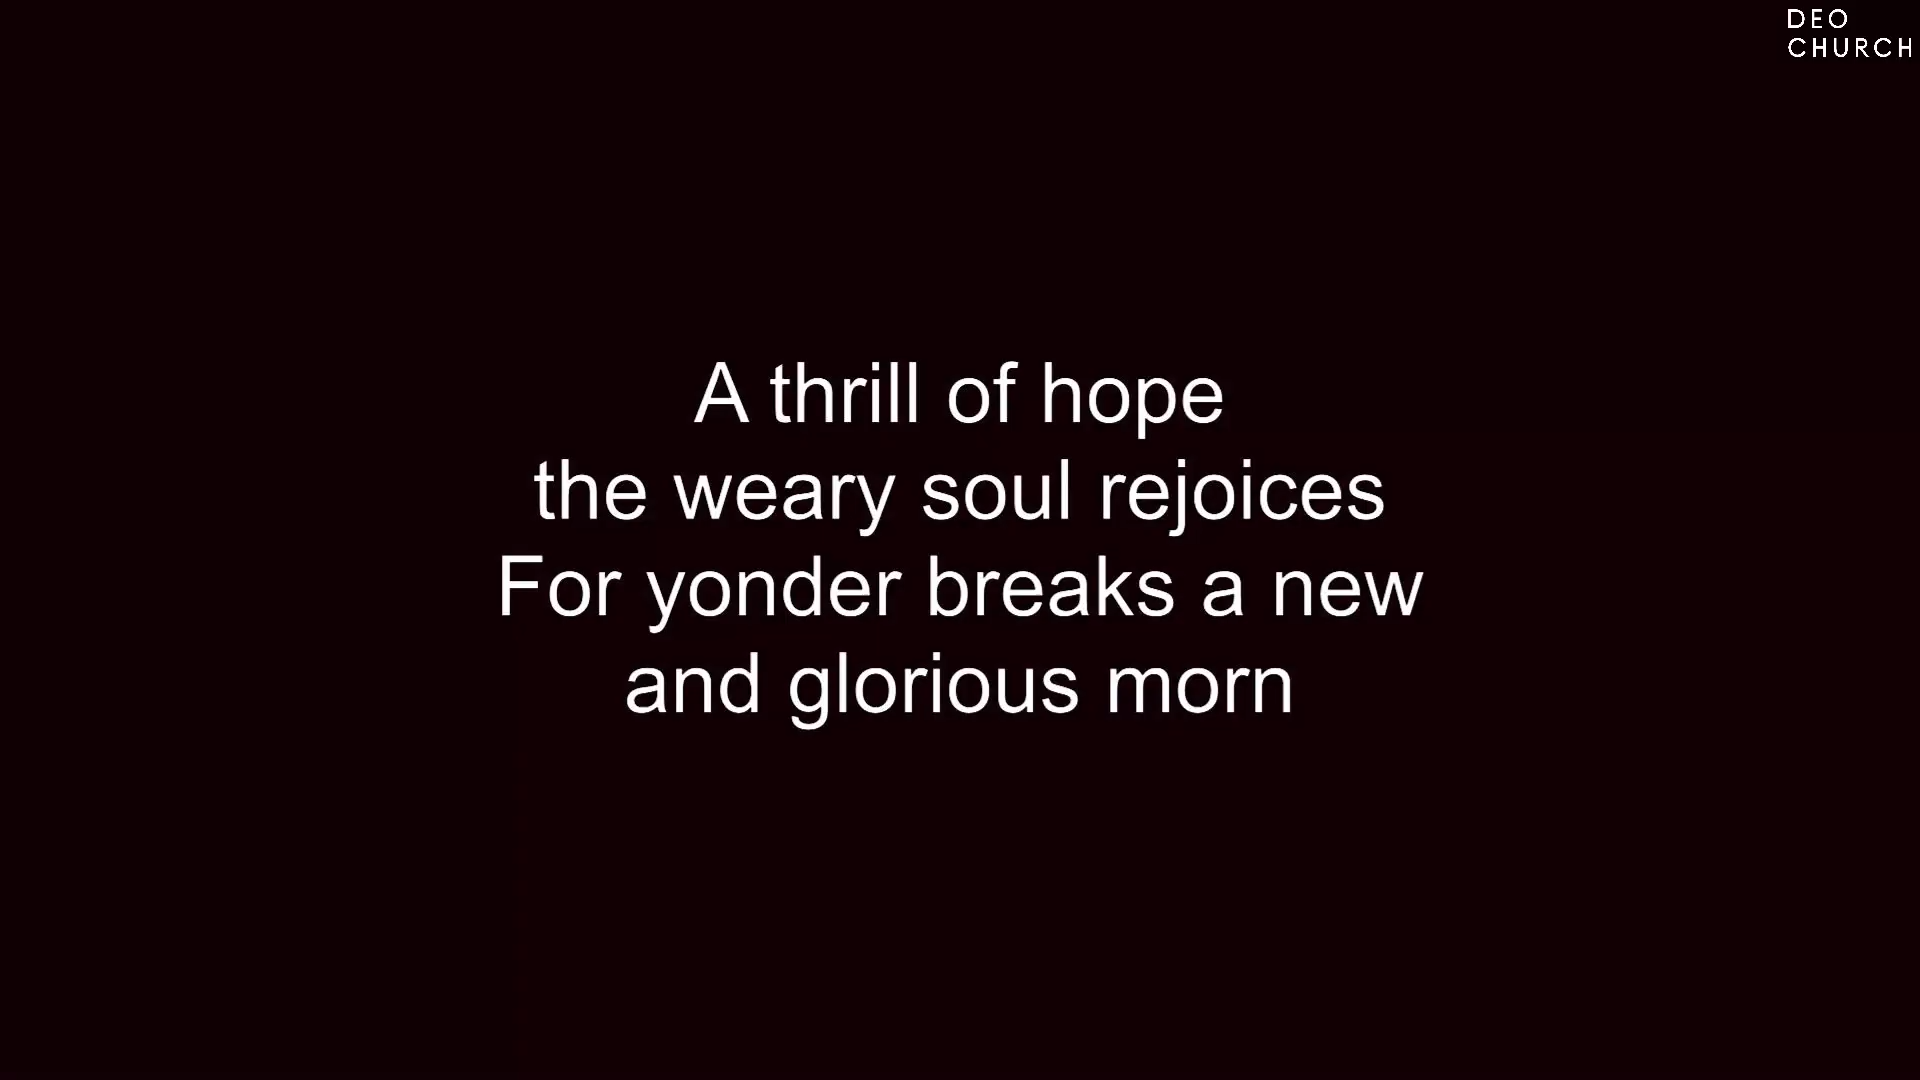 DEO
CHURCH
A thrill of hope
the weary soul rejoices
For yonder breaks a new
and glorious morn